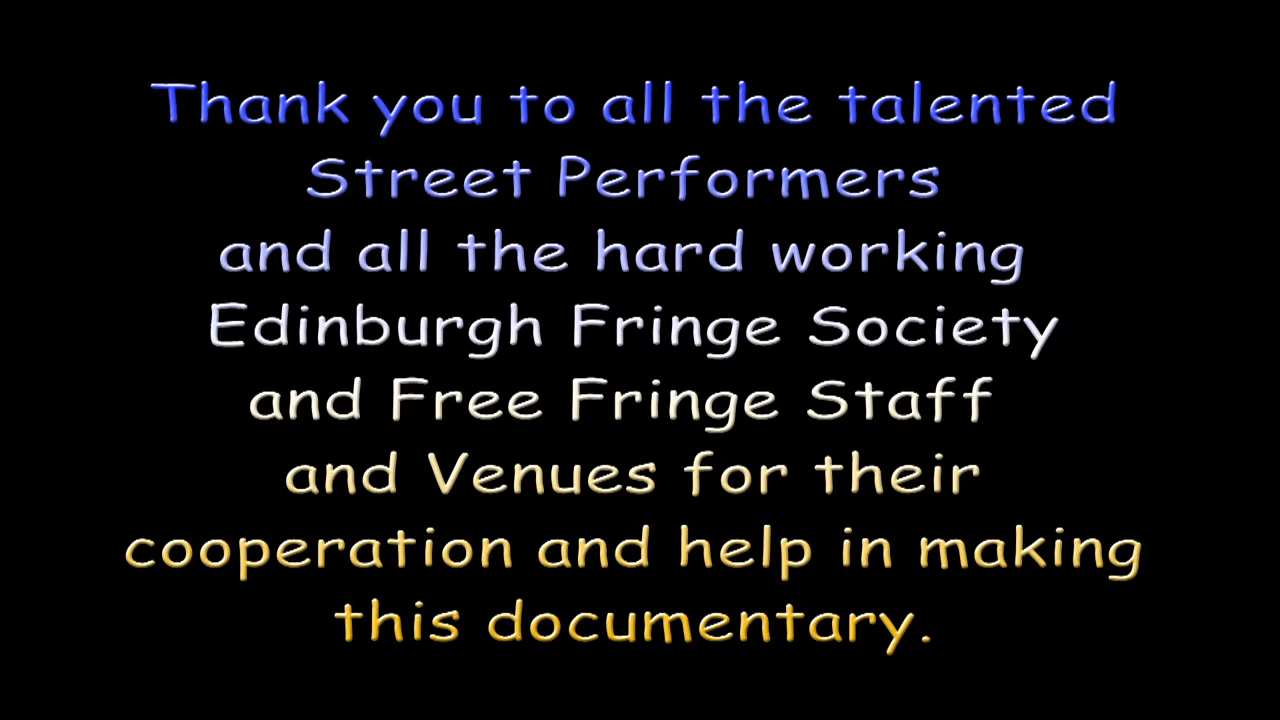 Thank you to all the talented
Street Performers
and all the hard working
Edinburgh Fringe Society
and Free Fringe Staff
and Venues for their
cooperation and help in making
this documentary.